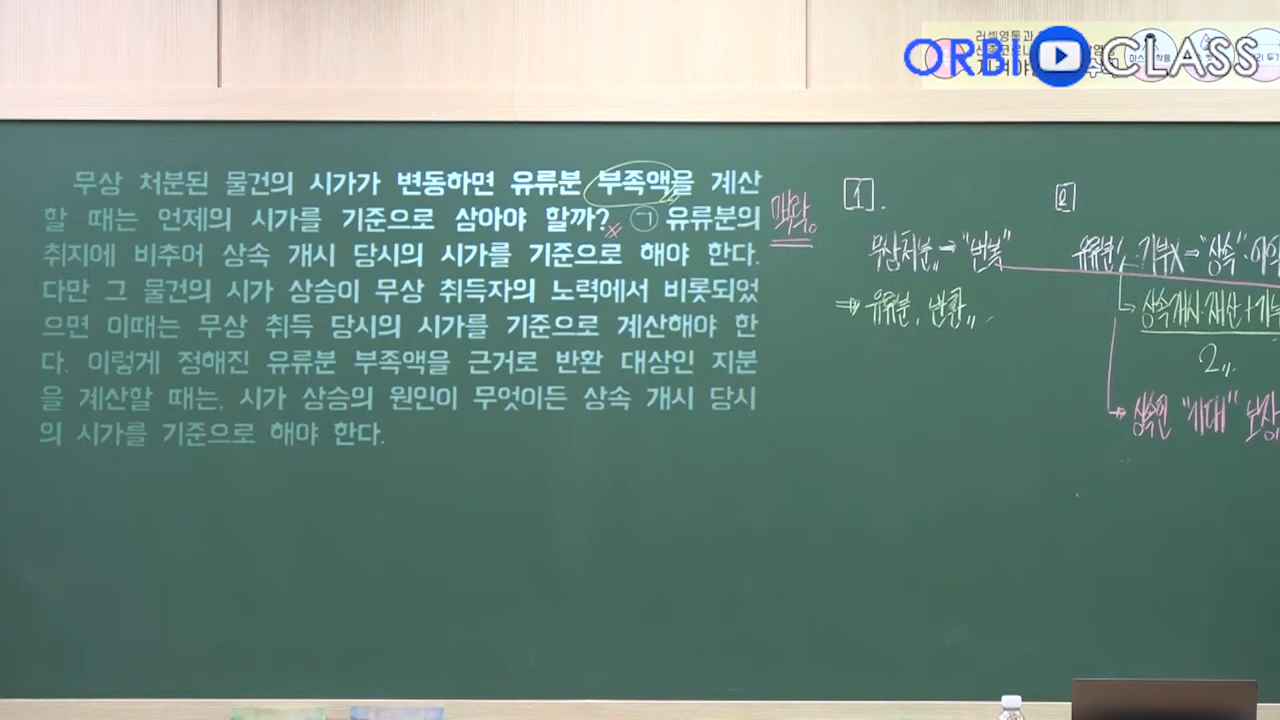 ORBI CLASS
무상 처분된 물건의 시가가 변동하면 유류분 부족액을 계산
할 때는 언제의 시가를 기준으로 삼아야 할까? ㉠ 유류분의
취지에 비추어 상속 개시 당시의 시가를 기준으로 해야 한다.
다만 그 물건의 시가 상승이 무상 취득자의 노력에서 비롯되었
으면 이때는 무상 취득 당시의 시가를 기준으로 계산해야 한
다. 이렇게 정해진 유류분 부족액을 근거로 반환 대상인 지분
을 계산할 때는, 시가 상승의 원인이 무엇이든 상속 개시 당시
의 시가를 기준으로 해야 한다.
맥락。
1
무상처분 → "번복"
⇒ 유류분, 반환
2
유류분, 기부X ⇒ "상속"
상속개시·재산 +
2
상속인 "기대" 보장